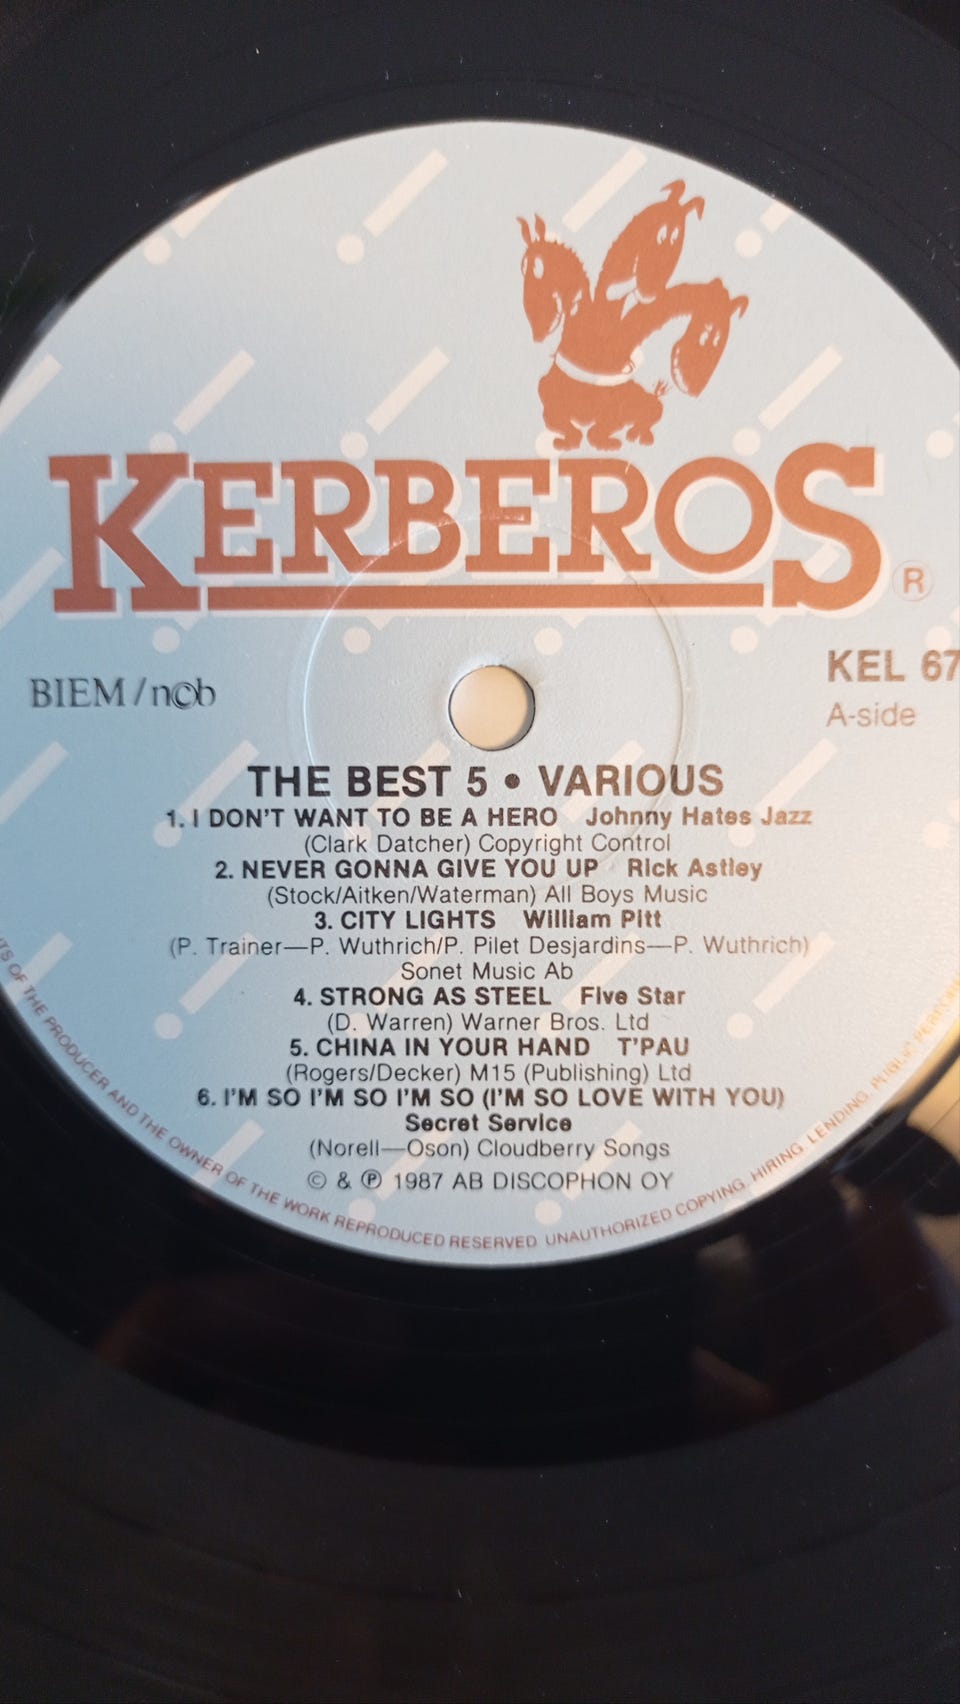 KERBEROS
R
BIEM/ncb
KEL 67
A-side
THE BEST 5 • VARIOUS
1. I DON'T WANT TO BE A HERO Johnny Hates Jazz
(Clark Datcher) Copyright Control
2. NEVER GONNA GIVE YOU UP Rick Astley
(Stock/Aitken/Waterman) All Boys Music
3. CITY LIGHTS William Pitt
(P. Trainer—P. Wuthrich/P. Pilet Desjardins—P. Wuthrich)
Sonet Music Ab
4. STRONG AS STEEL Five Star
(D. Warren) Warner Bros. Ltd
5. CHINA IN YOUR HAND T'PAU
(Rogers/Decker) M15 (Publishing) Ltd
6. I'M SO I'M SO I'M SO (I'M SO LOVE WITH YOU)
Secret Service
(Norell—Oson) Cloudberry Songs
© & ℗ 1987 AB DISCOPHON OY
OF THE PRODUCER AND THE OWNER OF THE WORK REPRODUCED RESERVED UNAUTHORIZED COPYING, HIRING, LENDING, PUBLIC